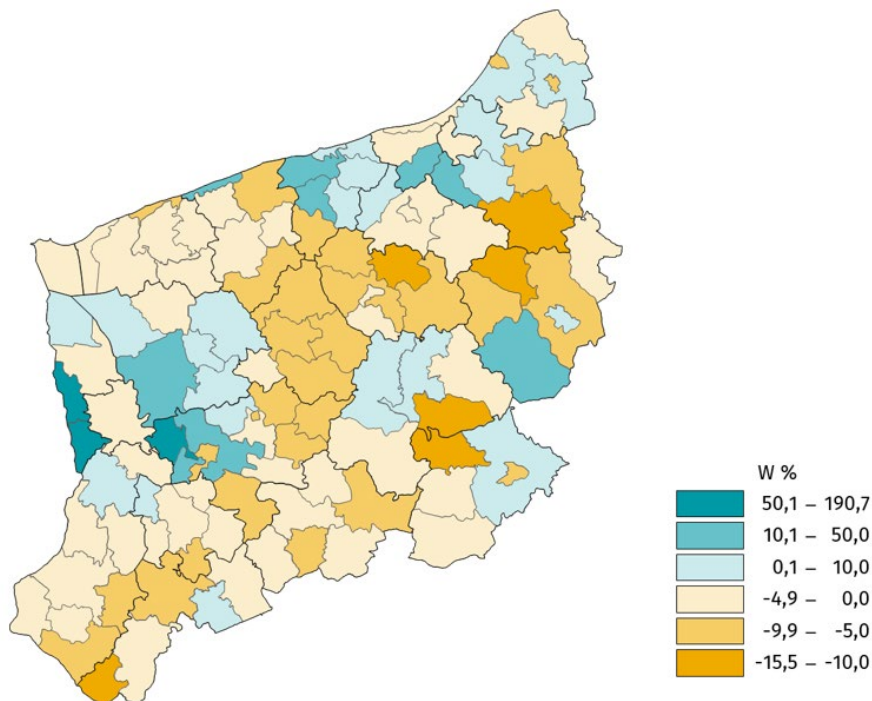 W %
50,1 – 190,7
10,1 – 50,0
0,1 – 10,0
-4,9 – 0,0
-9,9 – -5,0
-15,5 – -10,0